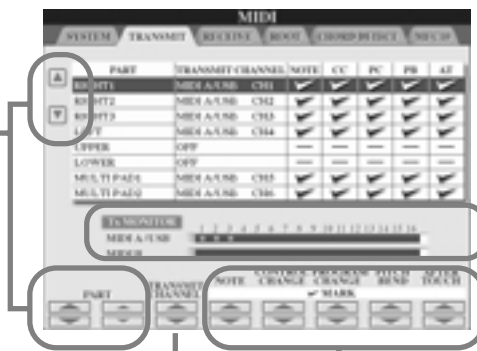 MIDI
SYSTEM TRANSMIT RECEIVE ROOT CHORD DETECT MFC10
PART TRANSMIT CHANNEL NOTE CC PC PB AT
RIGHT1 MIDI A/USB CH1
RIGHT2 MIDI A/USB CH2
RIGHT3 MIDI A/USB CH3
LEFT MIDI A/USB CH4
UPPER OFF
LOWER OFF
MULTI PAD1 MIDI A/USB CH5
MULTI PAD2 MIDI A/USB CH6
Tx MONITOR 1 2 3 4 5 6 7 8 9 10 11 12 13 14 15 16
MIDI A/USB
MIDI B
PART TRANSMIT CHANNEL NOTE CONTROL CHANGE PROGRAM CHANGE PITCH BEND AFTER TOUCH
MARK